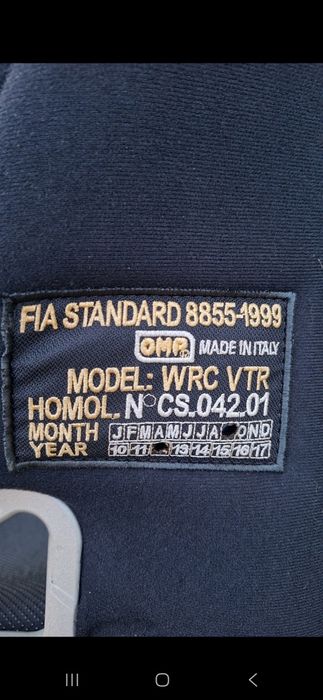 FIA STANDARD 8855-1999
OMP MADE IN ITALY
MODEL: WRC VTR
HOMOL. N° CS.042.01
MONTH J F M A M J J A O N D
YEAR 10 11 13 14 15 16 17